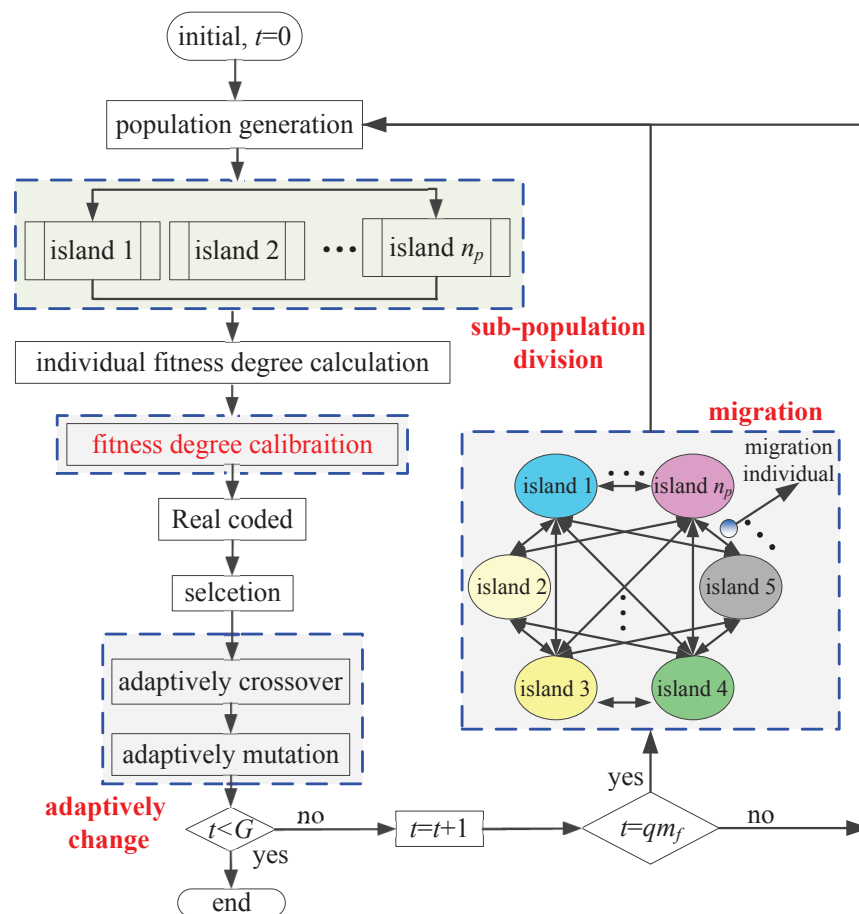 initial, t=0
population generation
island 1
island 2
•••
island nₚ
sub-population
division
individual fitness degree calculation
fitness degree calibraition
Real coded
selcetion
adaptively crossover
adaptively mutation
adaptively
change
t<G
no
yes
end
t=t+1
t=qm_f
yes
no
migration
migration
individual
island 1
island nₚ
island 2
island 5
island 3
island 4